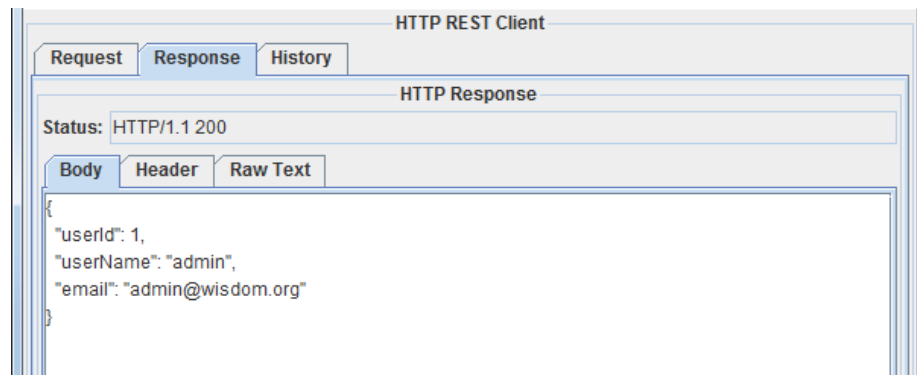 HTTP REST Client
Request Response History
HTTP Response
Status: HTTP/1.1 200
Body Header Raw Text
{
"userId": 1,
"userName": "admin",
"email": "admin@wisdom.org"
}